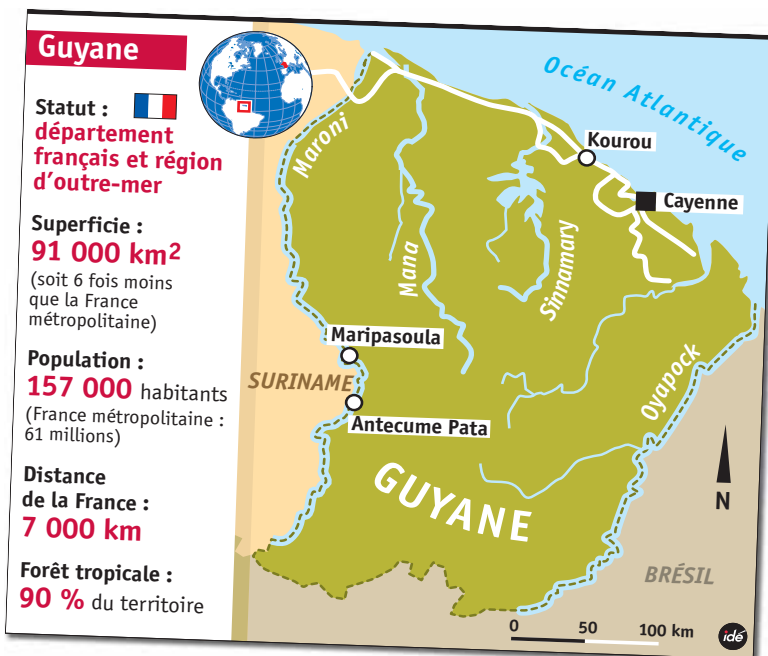 Guyane
Statut :
département
français et région
d'outre-mer
Superficie :
91 000 km²
(soit 6 fois moins
que la France
métropolitaine)
Population :
157 000 habitants
(France métropolitaine :
61 millions)
Distance
de la France :
7 000 km
Forêt tropicale :
90 % du territoire
Océan Atlantique
Maroni
Kourou
Cayenne
Mana
Sinnamary
Maripasoula
SURINAME
Oyapock
Antecume Pata
GUYANE
N
BRÉSIL
0 50 100 km
idé